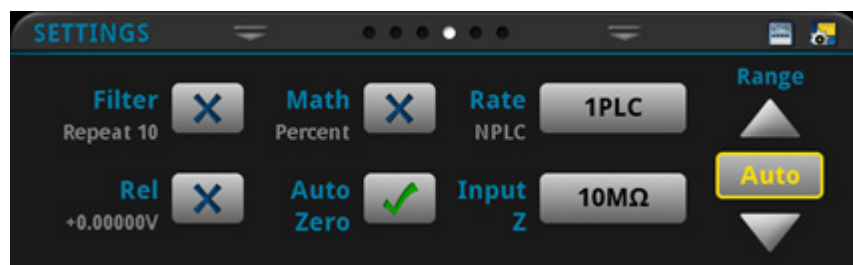 SETTINGS
Range
Filter
Repeat 10
Math
Percent
Rate
NPLC
1PLC
Auto
Rel
+0.00000V
Auto
Zero
Input
Z
10MΩ